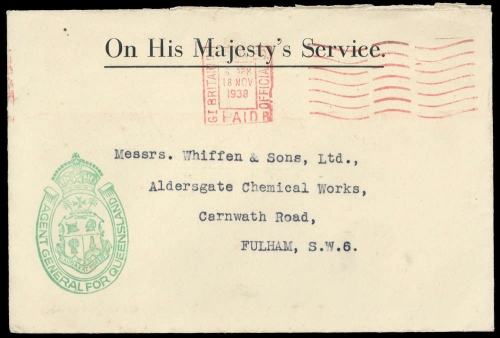 On His Majesty's Service.
GT BRITAIN
18 NOV
1938
OFFICIAL
PAID
Messrs. Whiffen & Sons, Ltd.,
Aldersgate Chemical Works,
Carnwath Road,
FULHAM, S.W.6.
AGENT GENERAL FOR QUEENSLAND